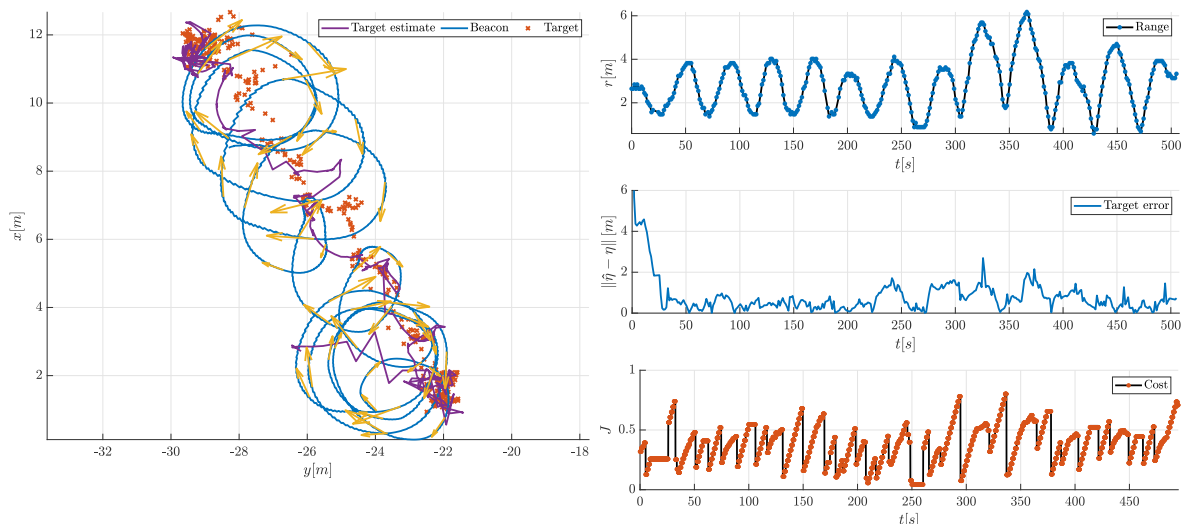 Target estimate Beacon Target
12
10
8
6
4
2
x[m]
-32 -30 -28 -26 -24 -22 -20 -18
y[m]
6
4
2
r[m]
Range
0 50 100 150 200 250 300 350 400 450 500
t[s]
6
4
2
0
||η̂ − η|| [m]
Target error
0 50 100 150 200 250 300 350 400 450 500
t[s]
1
0.5
0
J
Cost
0 50 100 150 200 250 300 350 400 450
t[s]